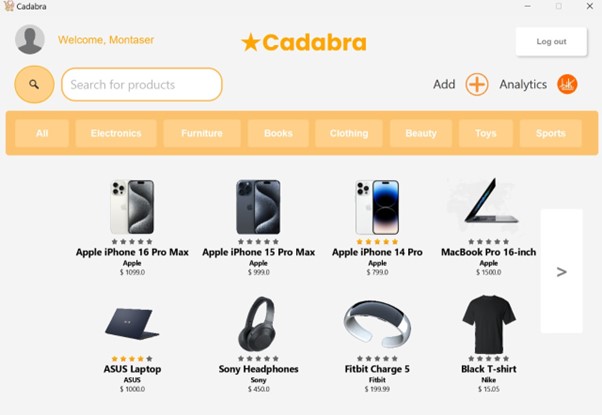 Cadabra
Welcome, Montaser
★Cadabra
Log out
Search for products
Add
Analytics
All Electronics Furniture Books Clothing Beauty Toys Sports
Apple iPhone 16 Pro Max Apple iPhone 15 Pro Max Apple iPhone 14 Pro MacBook Pro 16-inch
Apple Apple Apple Apple
$ 1099.0 $ 999.0 $ 799.0 $ 1500.0
>
ASUS Laptop Sony Headphones Fitbit Charge 5 Black T-shirt
ASUS Sony Fitbit Nike
$ 1000.0 $ 450.0 $ 199.99 $ 15.05